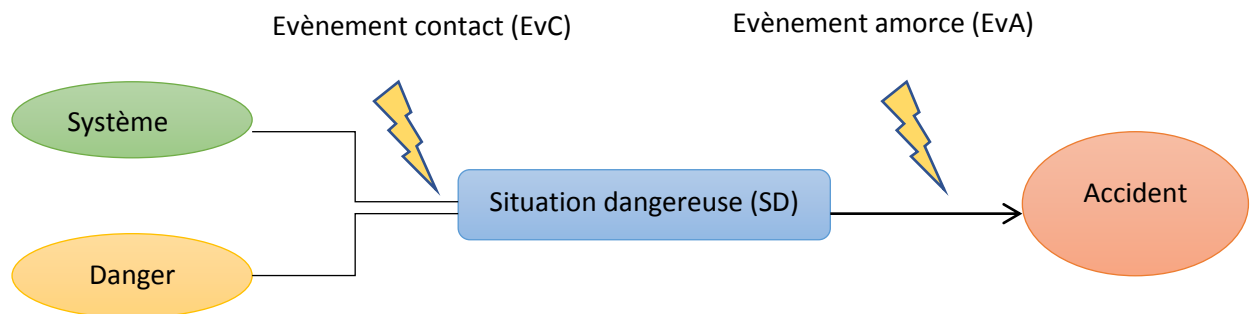 Evènement contact (EvC)
Evènement amorce (EvA)
Système
Situation dangereuse (SD)
Accident
Danger